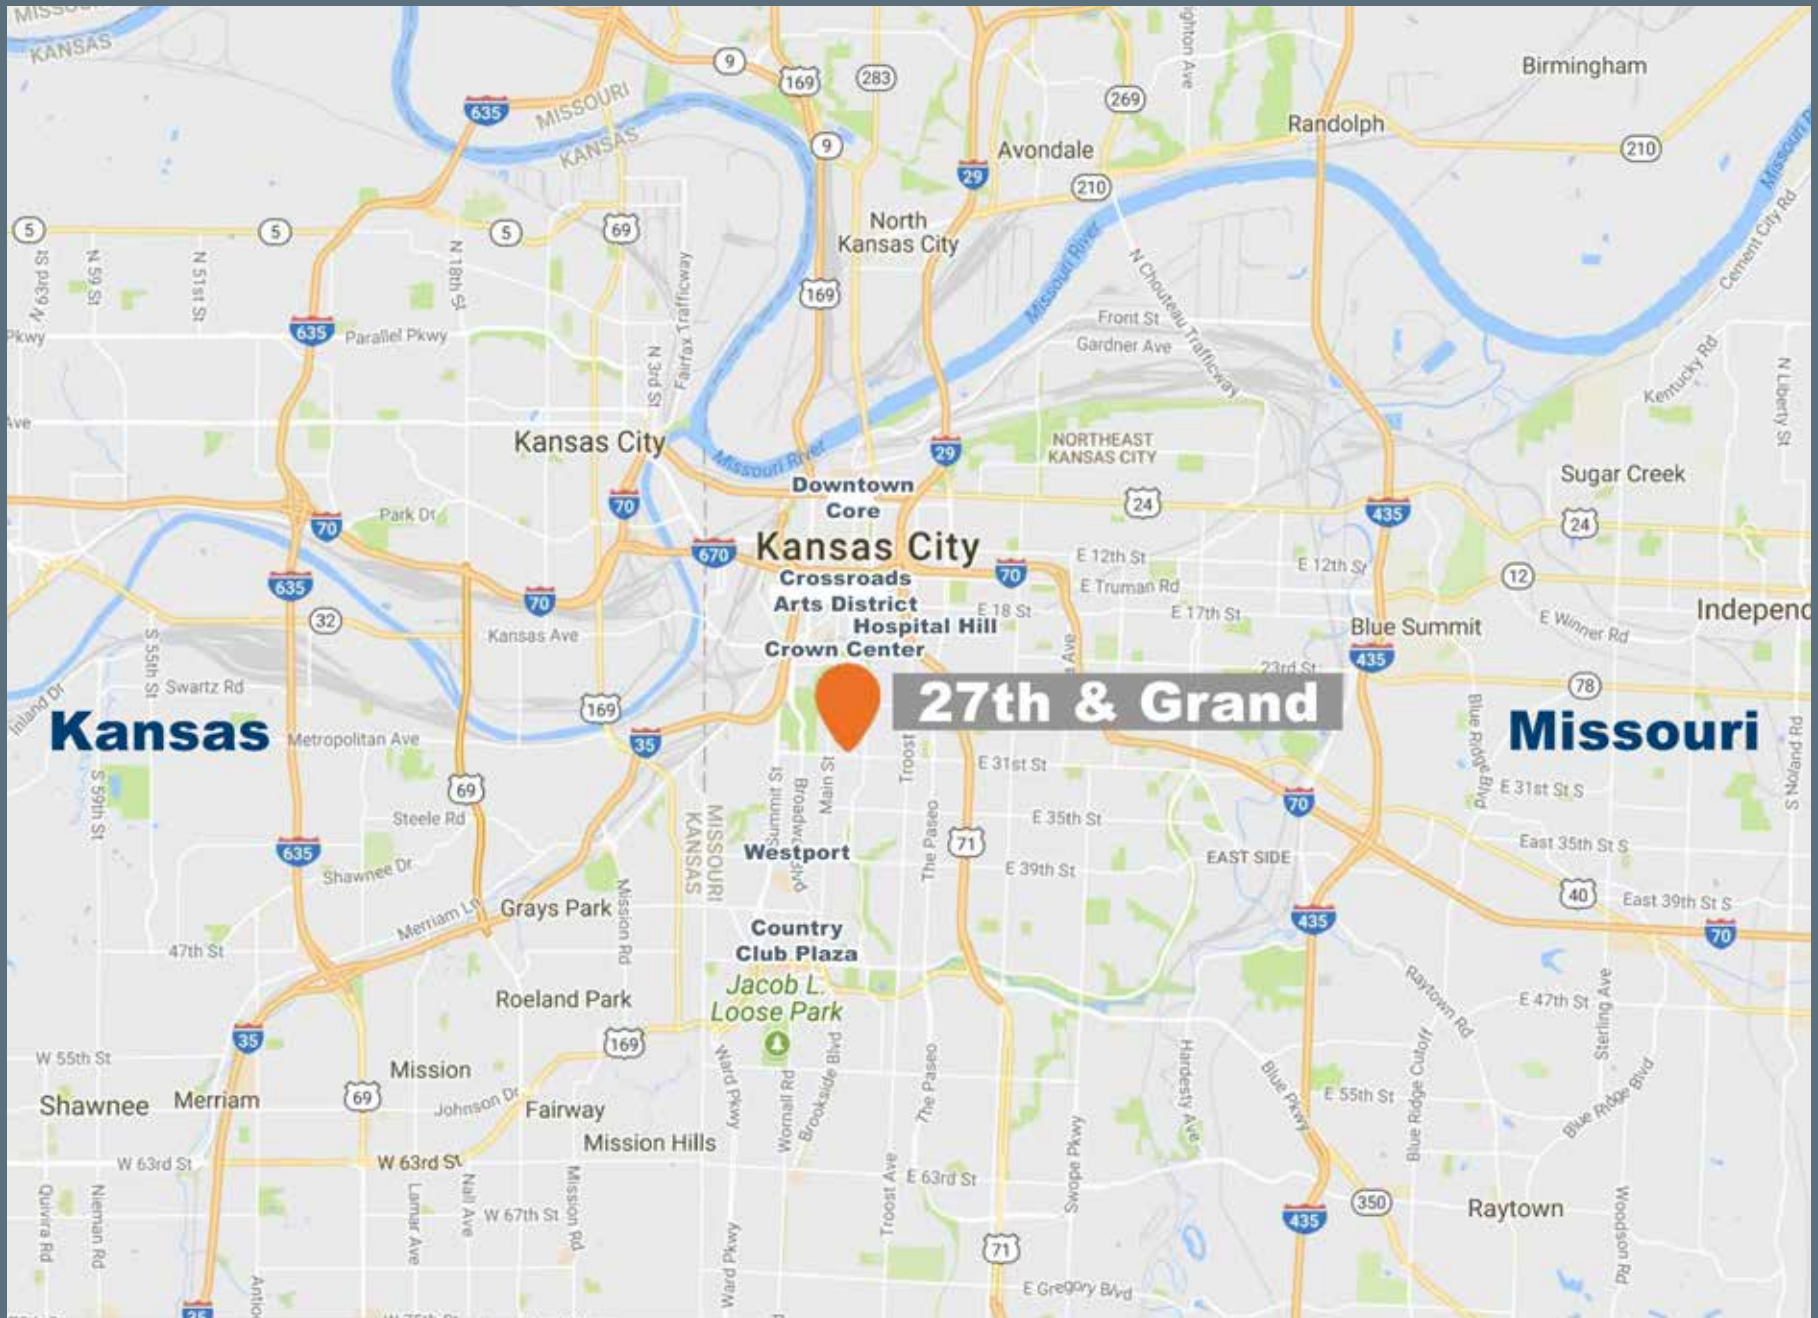 MISSOURI
KANSAS
9
169
283
Birmingham
635
MISSOURI
269
Randolph
KANSAS
9
Avondale
210
29
210
Missouri R
5
5
5
69
North
Kansas City
Cement City Rd
N 63rd St
N 59 St
N 51st St
N 18th St
Fairfax Trafficway
169
Missouri River
N Chouteau Trafficway
Front St
635
Parallel Pkwy
Pkwy
Gardner Ave
N 3rd St
Kentucky Rd
N Liberty St
Ave
Kansas City
Missouri River
29
NORTHEAST
KANSAS CITY
Sugar Creek
Downtown
Core
70
24
435
24
70
Park Dr
Kansas City
670
E 12th St
E 12th St
635
70
Crossroads
Arts District
70
E Truman Rd
12
32
E 18 St
E 17th St
Independ
Kansas Ave
Hospital Hill
Blue Summit
E Winner Rd
Crown Center
435
S 55th St
Swartz Rd
23rd St
78
Inland Dr
169
27th & Grand
Kansas
Metropolitan Ave
35
Missouri
Blue Ridge Blvd
S Noland Rd
S 59th St
69
Summit St
Broadway Blvd
Main St
Troost
E 31st St
70
E 31st St S
Steele Rd
MISSOURI
KANSAS
The Paseo
E 35th St
635
Westport
71
East 35th St S
Shawnee Dr
EAST SIDE
E 39th St
40
East 39th St S
Merriam Ln
Grays Park
Mission Rd
435
70
47th St
Country
Club Plaza
Jacob L.
Loose Park
Roeland Park
Raytown Rd
E 47th St
Sterling Ave
35
169
W 55th St
Mission
Ward Pkwy
Wornall Rd
Brookside Blvd
The Paseo
Hardesty Ave
Blue Pkwy
Blue Ridge Cutoff
Blue Ridge Blvd
E 55th St
Shawnee
Merriam
69
Johnson Dr
Fairway
Mission Hills
Swope Pkwy
W 63rd St
W 63rd St
Troost Ave
E 63rd St
Quivira Rd
Nieman Rd
Lamar Ave
Nall Ave
W 67th St
Mission Rd
Ward Pkwy
435
350
Raytown
Woodson Rd
71
E Gregory Blvd
Antio
35